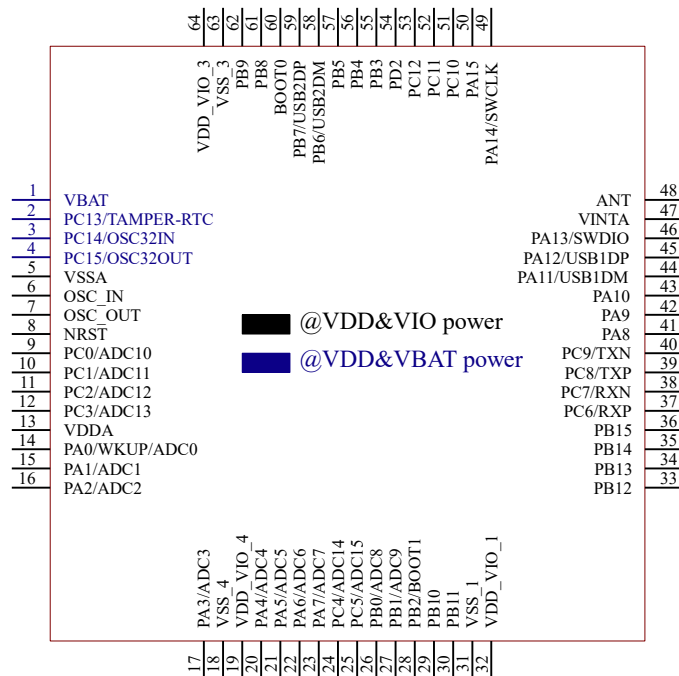 64 63 62 61 60 59 58 57 56 55 54 53 52 51 50 49
VDD_VIO_3
VSS_3
PB9
PB8
BOOT0
PB7/USB2DP
PB6/USB2DM
PB5
PB4
PB3
PD2
PC12
PC11
PC10
PA15
PA14/SWCLK
1 VBAT
2 PC13/TAMPER-RTC
3 PC14/OSC32IN
4 PC15/OSC32OUT
5 VSSA
6 OSC_IN
7 OSC_OUT
8 NRST
9 PC0/ADC10
10 PC1/ADC11
11 PC2/ADC12
12 PC3/ADC13
13 VDDA
14 PA0/WKUP/ADC0
15 PA1/ADC1
16 PA2/ADC2
@VDD&VIO power
@VDD&VBAT power
ANT 48
VINTA 47
PA13/SWDIO 46
PA12/USB1DP 45
PA11/USB1DM 44
PA10 43
PA9 42
PA8 41
PC9/TXN 40
PC8/TXP 39
PC7/RXN 38
PC6/RXP 37
PB15 36
PB14 35
PB13 34
PB12 33
PA3/ADC3
VSS_4
VDD_VIO_4
PA4/ADC4
PA5/ADC5
PA6/ADC6
PA7/ADC7
PC4/ADC14
PC5/ADC15
PB0/ADC8
PB1/ADC9
PB2/BOOT1
PB10
PB11
VSS_1
VDD_VIO_1
17 18 19 20 21 22 23 24 25 26 27 28 29 30 31 32